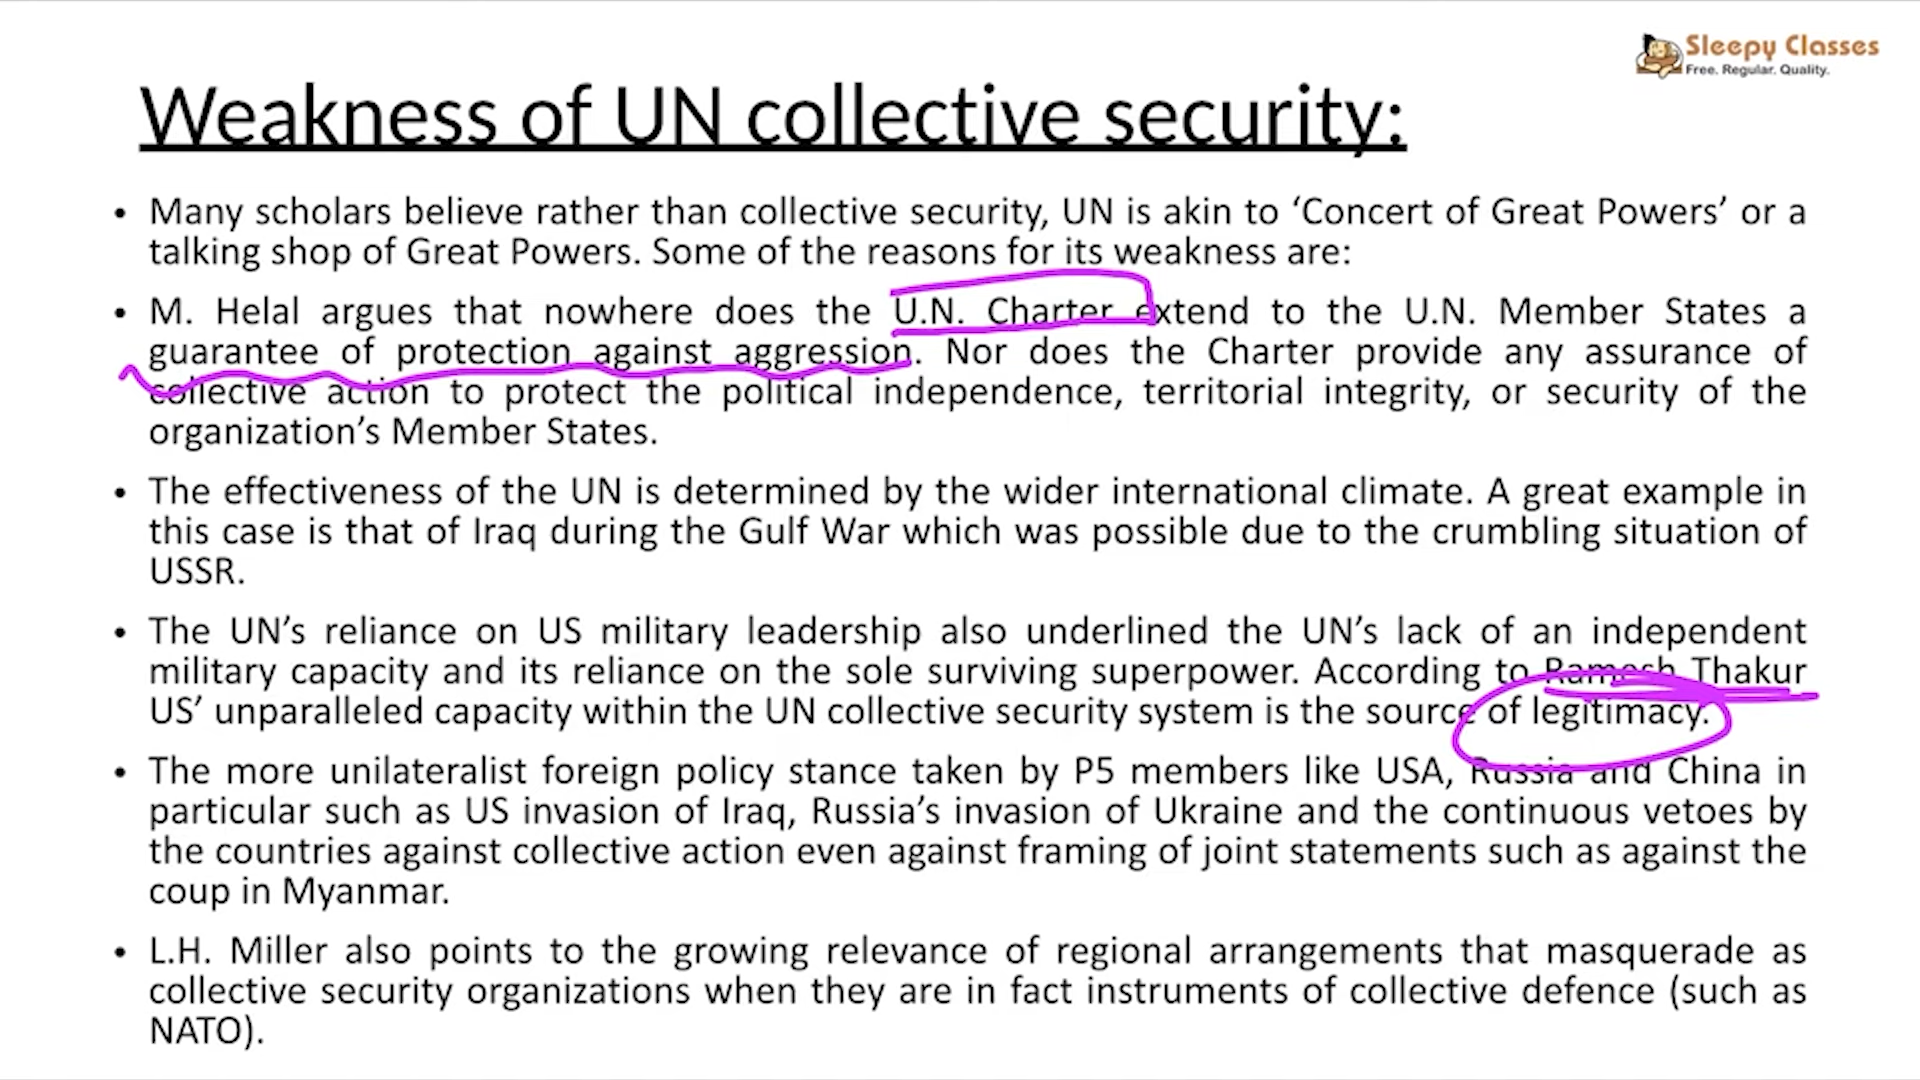 Sleepy Classes
Free. Regular. Quality.
Weakness of UN collective security:
• Many scholars believe rather than collective security, UN is akin to ‘Concert of Great Powers’ or a
talking shop of Great Powers. Some of the reasons for its weakness are:
• M. Helal argues that nowhere does the U.N. Charter extend to the U.N. Member States a
guarantee of protection against aggression. Nor does the Charter provide any assurance of
collective action to protect the political independence, territorial integrity, or security of the
organization’s Member States.
• The effectiveness of the UN is determined by the wider international climate. A great example in
this case is that of Iraq during the Gulf War which was possible due to the crumbling situation of
USSR.
• The UN’s reliance on US military leadership also underlined the UN’s lack of an independent
military capacity and its reliance on the sole surviving superpower. According to Ramesh Thakur
US’ unparalleled capacity within the UN collective security system is the source of legitimacy.
• The more unilateralist foreign policy stance taken by P5 members like USA, Russia and China in
particular such as US invasion of Iraq, Russia’s invasion of Ukraine and the continuous vetoes by
the countries against collective action even against framing of joint statements such as against the
coup in Myanmar.
• L.H. Miller also points to the growing relevance of regional arrangements that masquerade as
collective security organizations when they are in fact instruments of collective defence (such as
NATO).